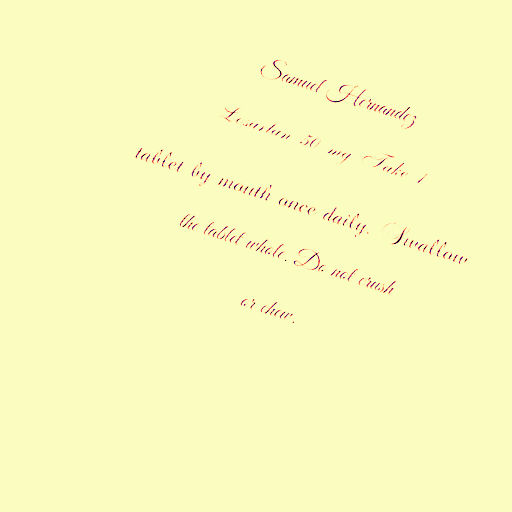 Samuel Hernandez
Losartan 50 mg Take 1
tablet by mouth once daily. Swallow
the tablet whole. Do not crush
or chew.